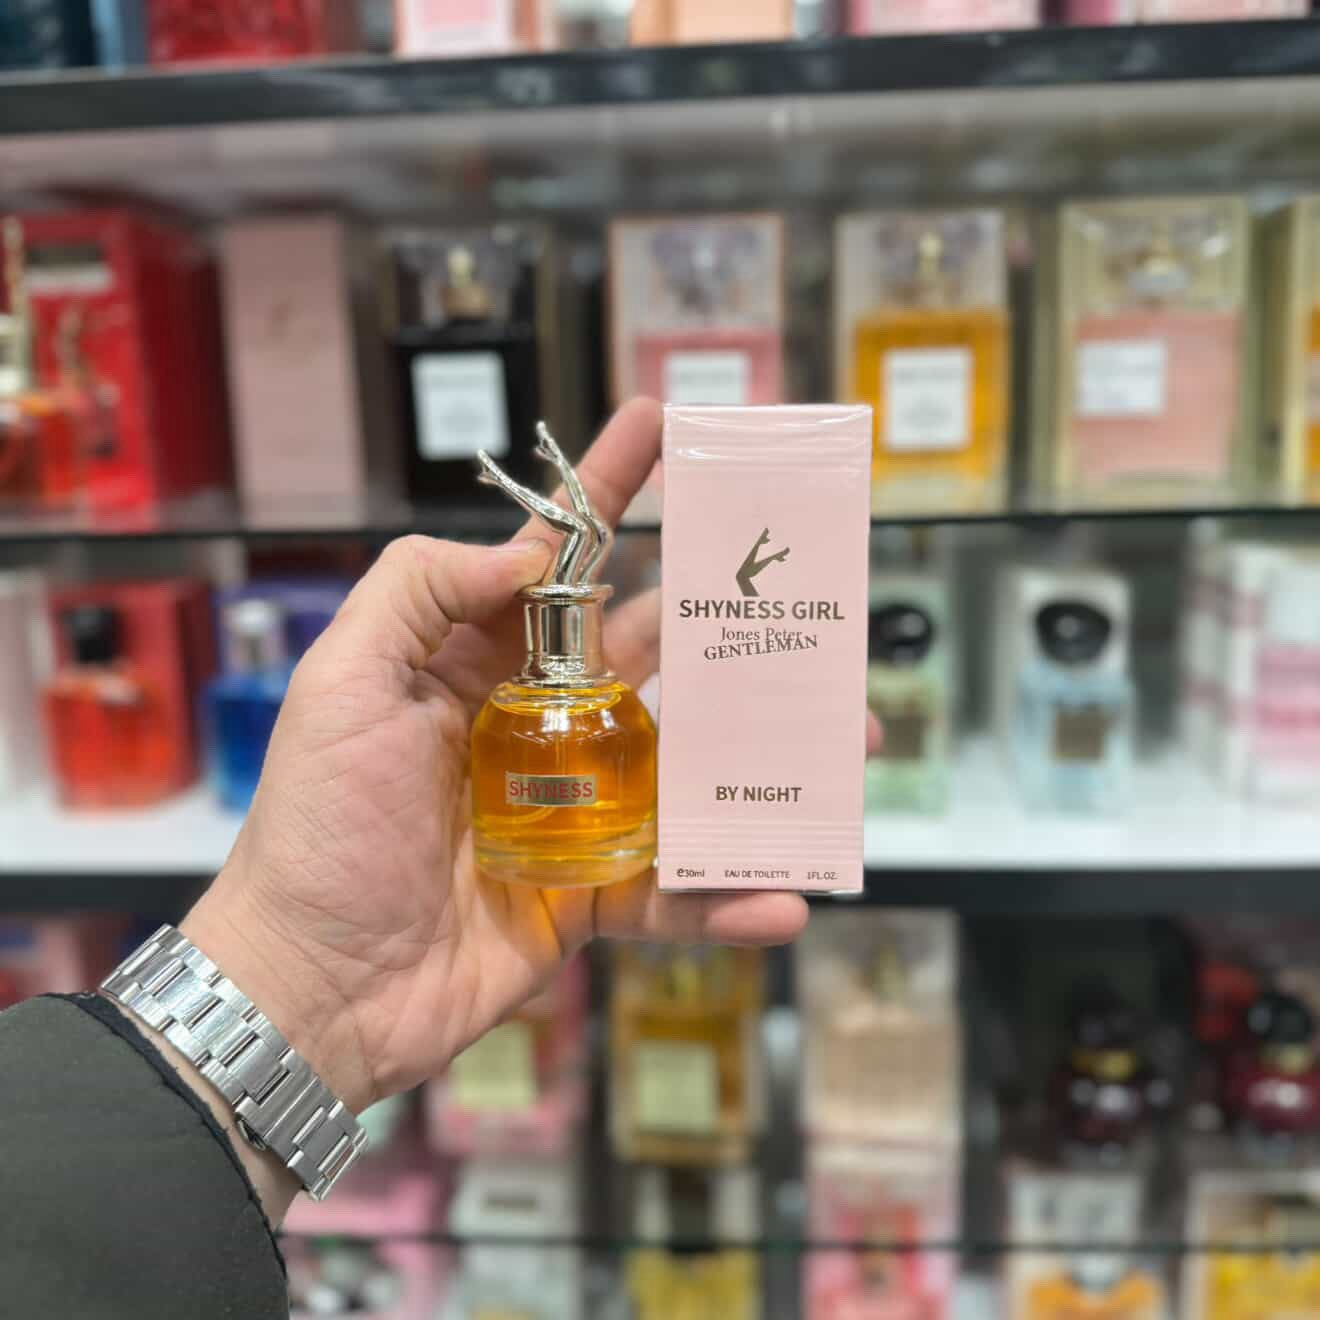 SHYNESS
SHYNESS GIRL
Jones Peter
GENTLEMAN
BY NIGHT
e30ml EAU DE TOILETTE 1FL.OZ.